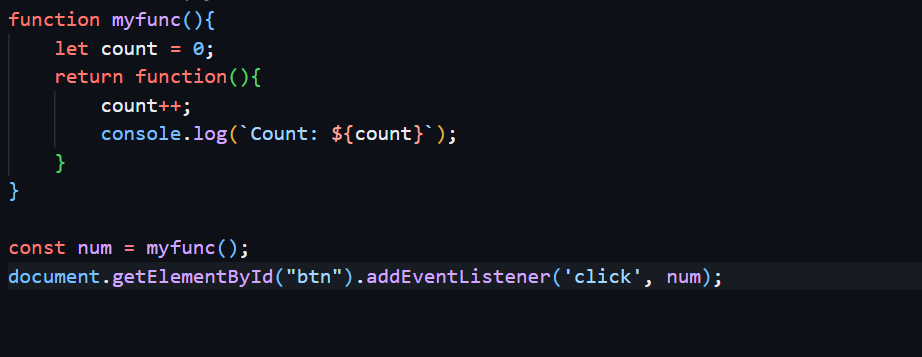 function myfunc(){
    let count = 0;
    return function(){
        count++;
        console.log(`Count: ${count}`);
    }
}

const num = myfunc();
document.getElementById("btn").addEventListener('click', num);